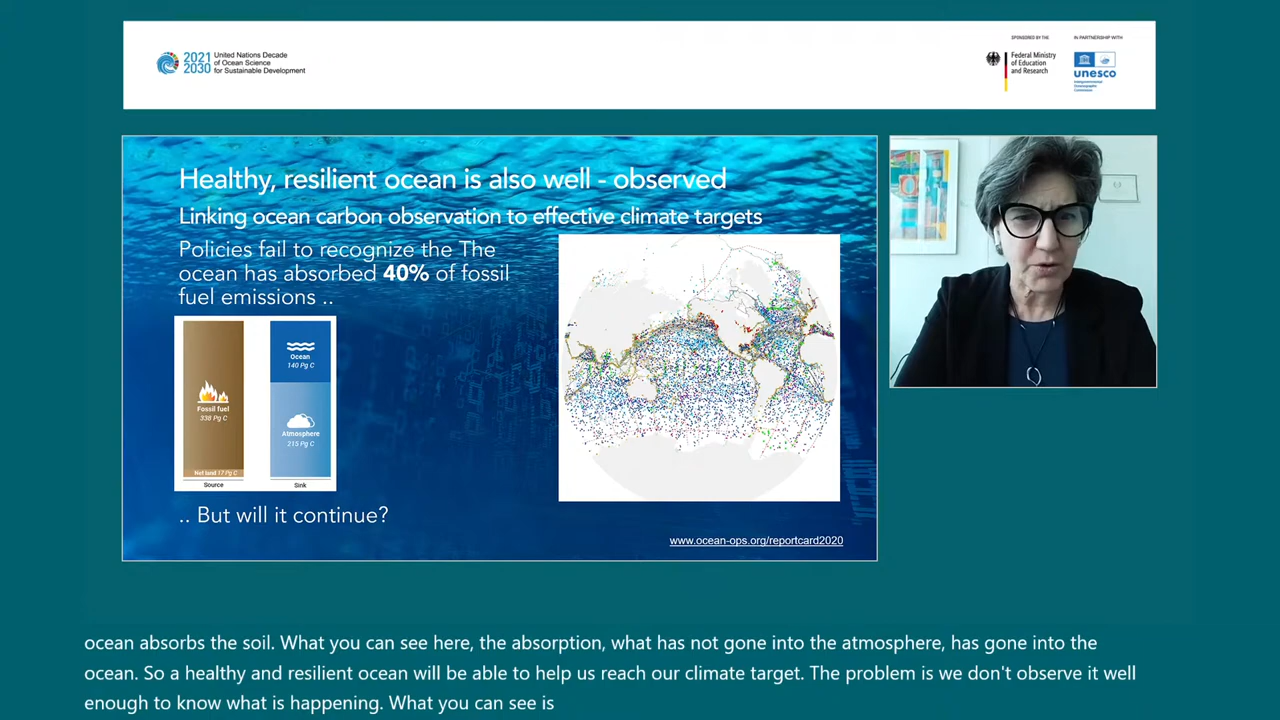 2021
2030
United Nations Decade
of Ocean Science
for Sustainable Development
SPONSORED BY THE
Federal Ministry
of Education
and Research
IN PARTNERSHIP WITH
unesco
Intergovernmental
Oceanographic
Commission
Healthy, resilient ocean is also well - observed
Linking ocean carbon observation to effective climate targets
Policies fail to recognize the The
ocean has absorbed 40% of fossil
fuel emissions ..
Ocean
140 Pg C
Fossil fuel
338 Pg C
Atmosphere
215 Pg C
Net land 17 Pg C
Source
Sink
.. But will it continue?
www.ocean-ops.org/reportcard2020
ocean absorbs the soil. What you can see here, the absorption, what has not gone into the atmosphere, has gone into the
ocean. So a healthy and resilient ocean will be able to help us reach our climate target. The problem is we don't observe it well
enough to know what is happening. What you can see is